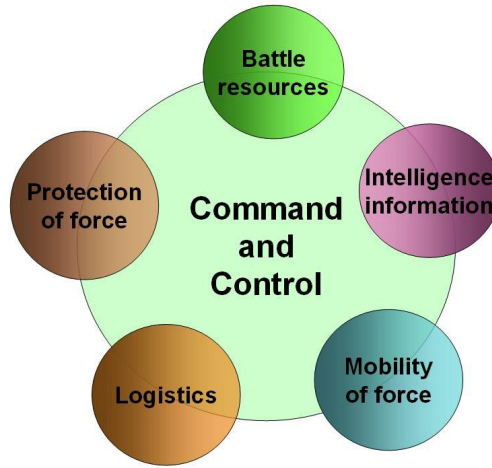 Battle
resources
Intelligence
information
Protection
of force
Command
and
Control
Mobility
of force
Logistics